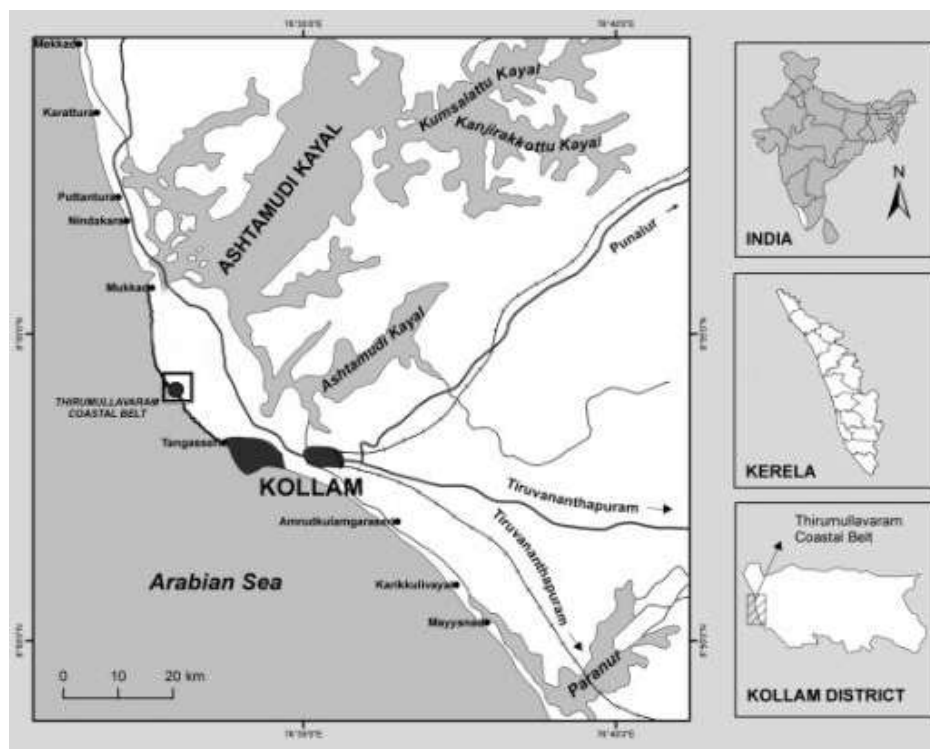 Mekkad
Karattura
Puttantura
Nindakara
Mukkad
THIRUMULLAVARAM
COASTAL BELT
Tangasseri
KOLLAM
Amrudkulamgarase
Karikkulivayal
Mayyanad
Arabian Sea
0 10 20 km
ASHTAMUDI KAYAL
Kumsalattu Kayal
Kanjirakkottu Kayal
Ashtamudi Kayal
Punalur
Tiruvananthapuram
Tiruvananthapuram
Paranur
N
INDIA
KERELA
Thirumullavaram
Coastal Belt
KOLLAM DISTRICT